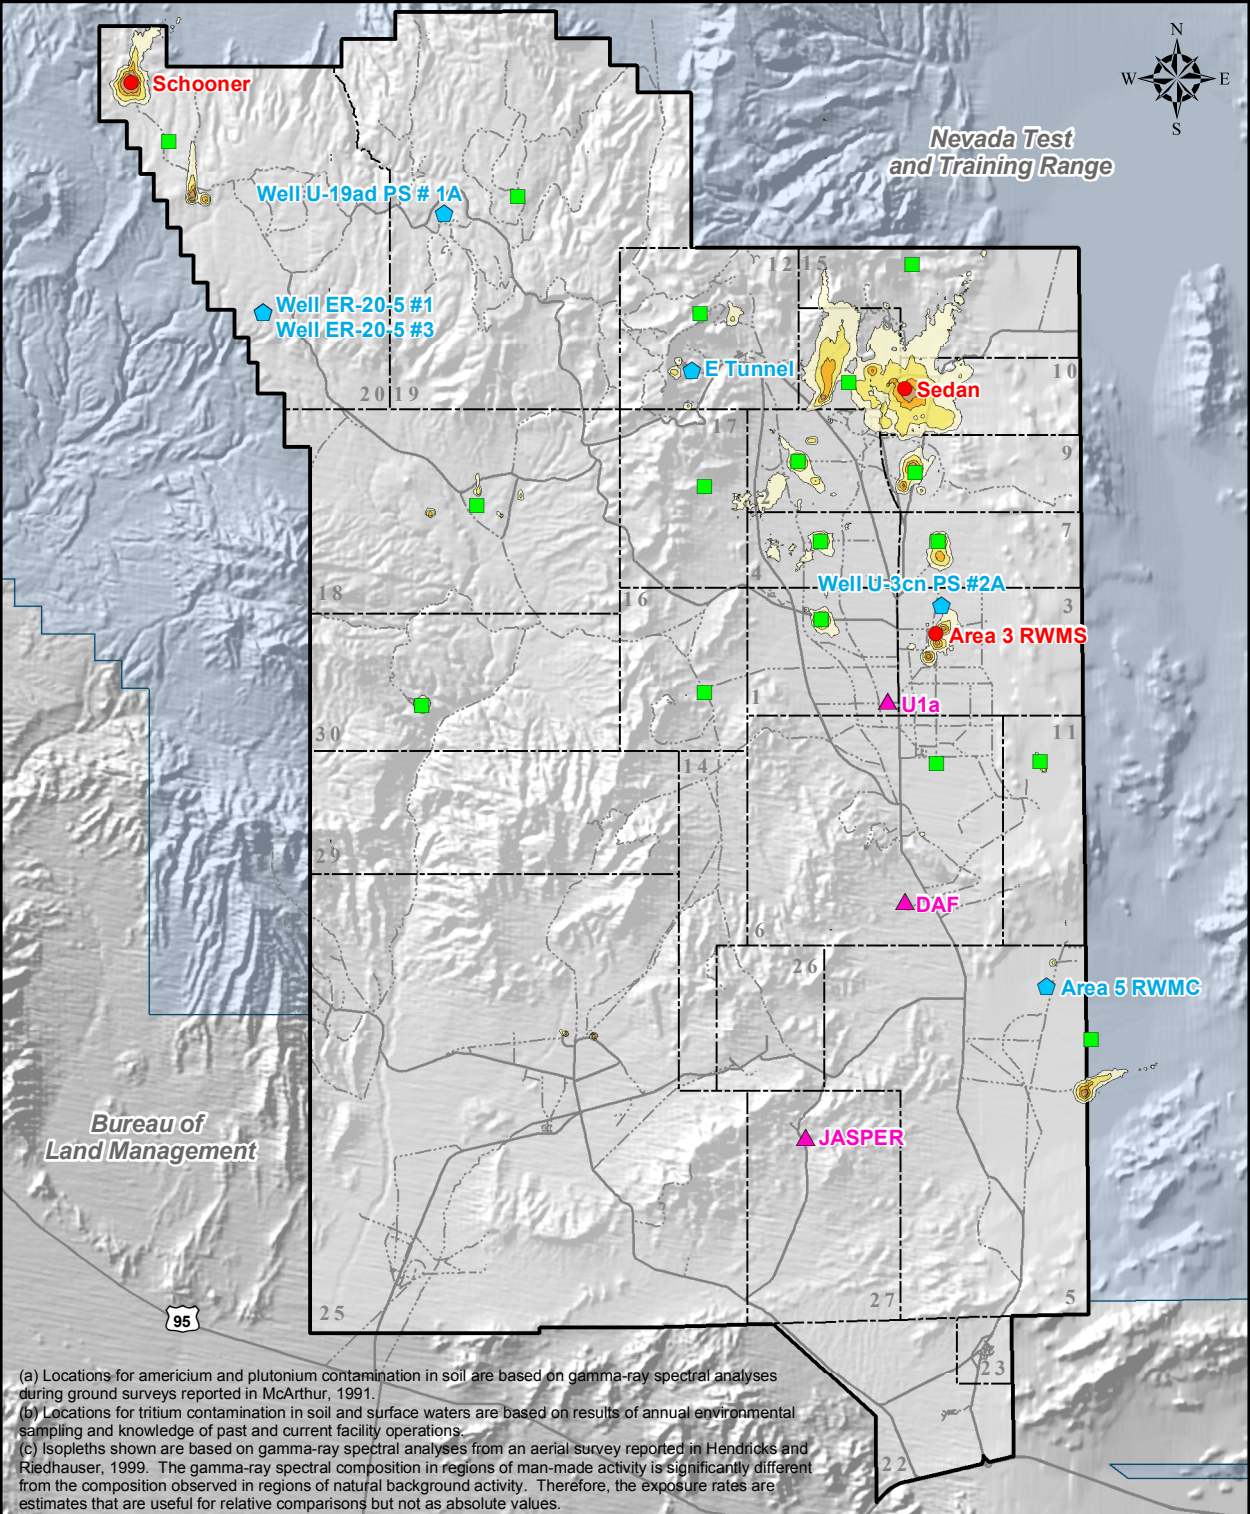 N
W
E
S
Schooner
Nevada Test
and Training Range
Well U-19ad PS # 1A
12
15
Well ER-20-5 #1
Well ER-20-5 #3
8
E Tunnel
10
Sedan
20
19
17
9
2
7
4
Well U-3cn PS #2A
18
16
3
Area 3 RWMS
1
U1a
30
11
14
29
DAF
6
26
Area 5 RWMC
Bureau of
Land Management
JASPER
25
27
5
95
23
22
(a) Locations for americium and plutonium contamination in soil are based on gamma-ray spectral analyses
during ground surveys reported in McArthur, 1991.
(b) Locations for tritium contamination in soil and surface waters are based on results of annual environmental
sampling and knowledge of past and current facility operations.
(c) Isopleths shown are based on gamma-ray spectral analyses from an aerial survey reported in Hendricks and
Riedhauser, 1999. The gamma-ray spectral composition in regions of man-made activity is significantly different
from the composition observed in regions of natural background activity. Therefore, the exposure rates are
estimates that are useful for relative comparisons but not as absolute values.